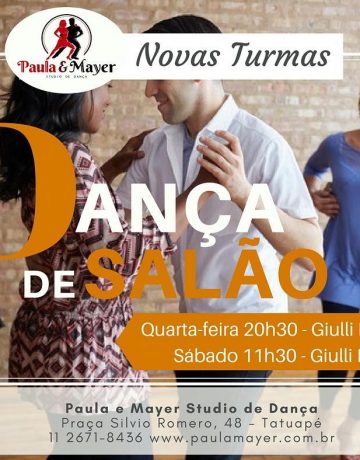 Paula & Mayer
STUDIO DE DANÇA
Novas Turmas
DANÇA
DE SALÃO
Quarta-feira 20h30 - Giulli
Sábado 11h30 - Giulli
Paula e Mayer Studio de Dança
Praça Silvio Romero, 48 – Tatuapé
11 2671-8436 www.paulamayer.com.br